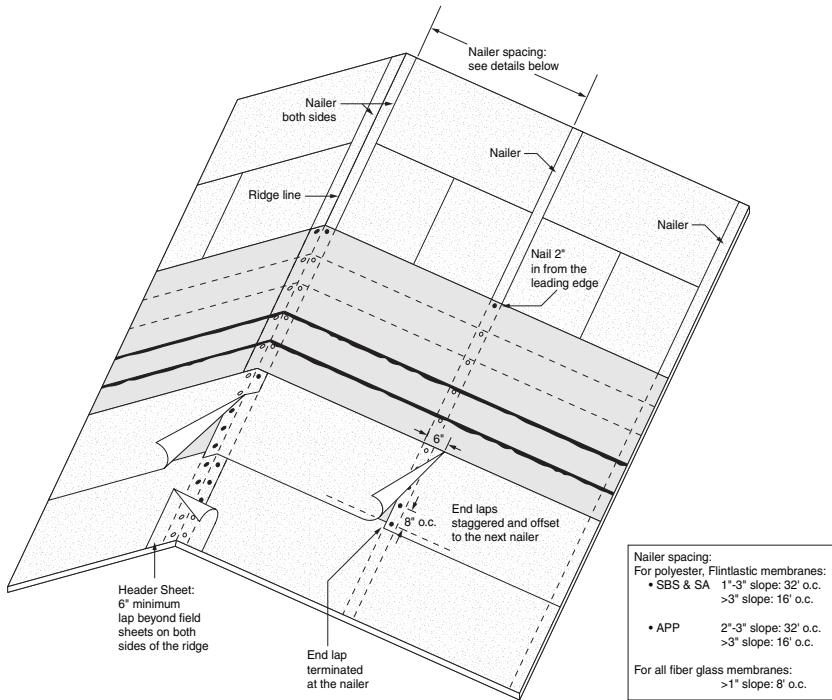 Nailer spacing:
see details below
Nailer
both sides
Nailer
Ridge line
Nailer
Nail 2"
in from the
leading edge
6"
8" o.c.
End laps
staggered and offset
to the next nailer
Header Sheet:
6" minimum
lap beyond field
sheets on both
sides of the ridge
End lap
terminated
at the nailer
Nailer spacing:
For polyester, Flintlastic membranes:
• SBS & SA 1"-3" slope: 32' o.c.
>3" slope: 16' o.c.
• APP 2"-3" slope: 32' o.c.
>3" slope: 16' o.c.
For all fiber glass membranes:
>1" slope: 8' o.c.